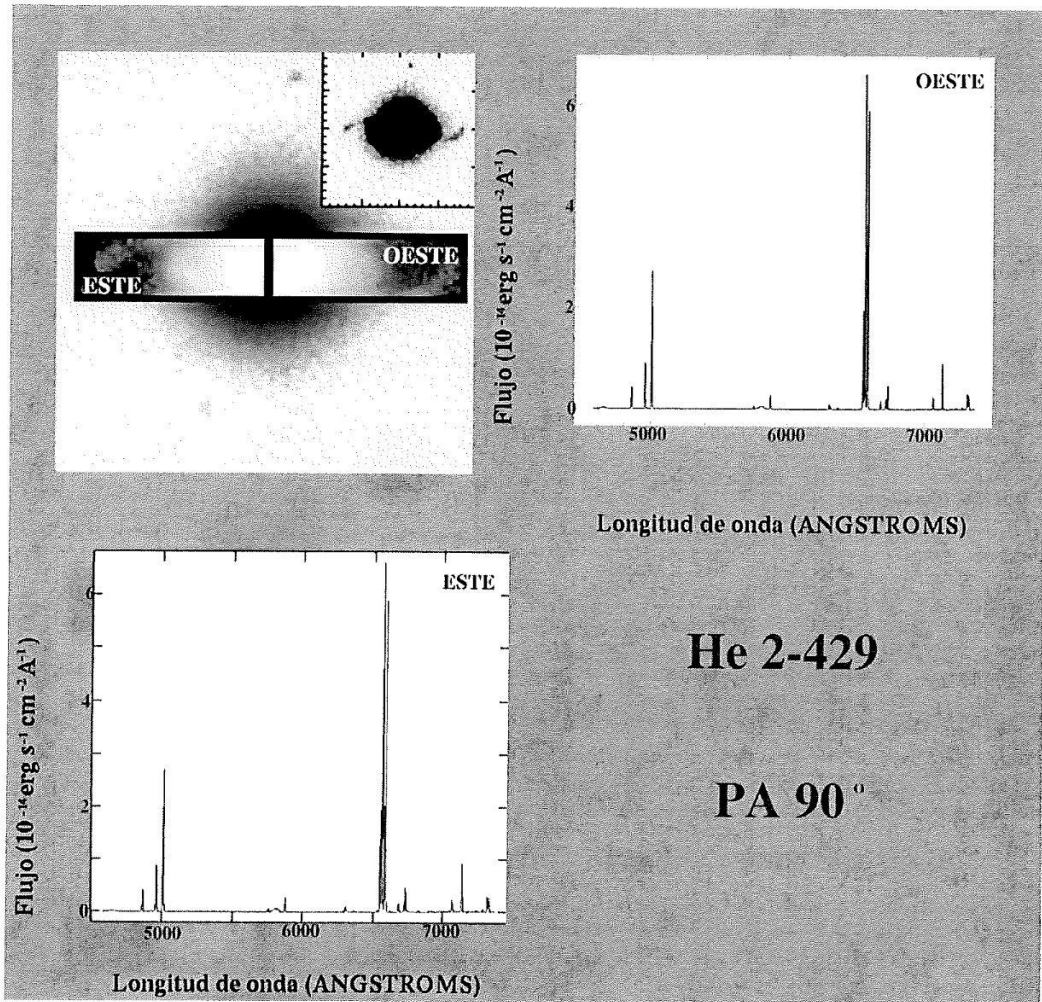 ESTE
OESTE
OESTE
Flujo (10⁻¹⁴erg s⁻¹ cm⁻²A⁻¹)
6
4
2
0
5000 6000 7000
Longitud de onda (ANGSTROMS)
ESTE
Flujo (10⁻¹⁴erg s⁻¹ cm⁻²A⁻¹)
6
4
2
0
5000 6000 7000
Longitud de onda (ANGSTROMS)
He 2-429
PA 90°